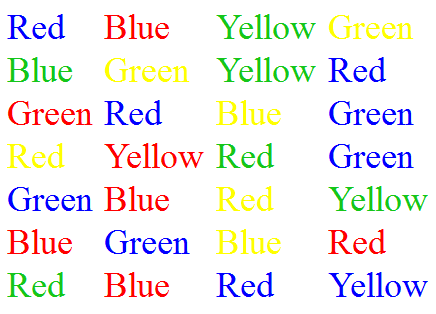 Red Blue Yellow Green
Blue Green Yellow Red
Green Red Blue Green
Red Yellow Red Green
Green Blue Red Yellow
Blue Green Blue Red
Red Blue Red Yellow